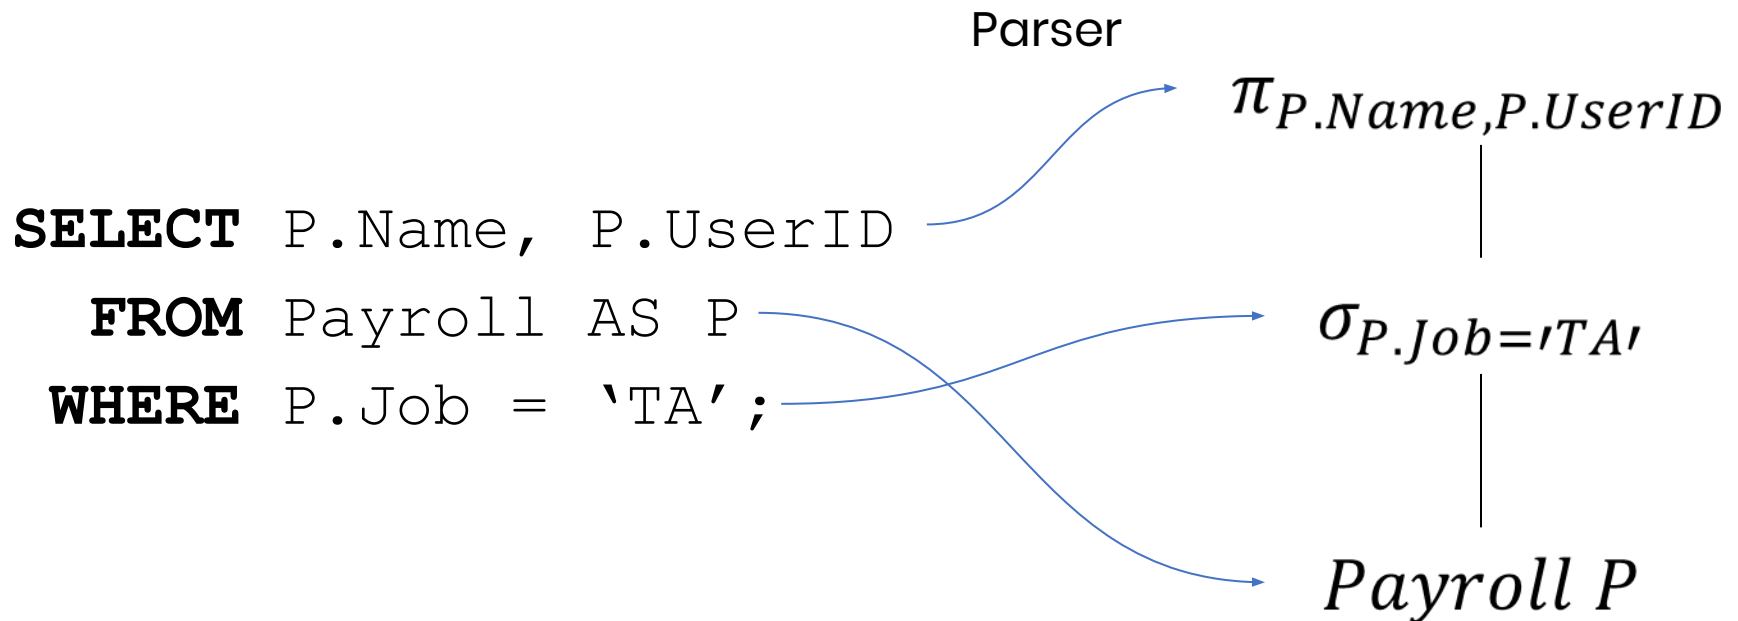 Parser
πP.Name,P.UserID
SELECT P.Name, P.UserID
FROM Payroll AS P
WHERE P.Job = ‘TA’;
σP.Job=′TA′
Payroll P